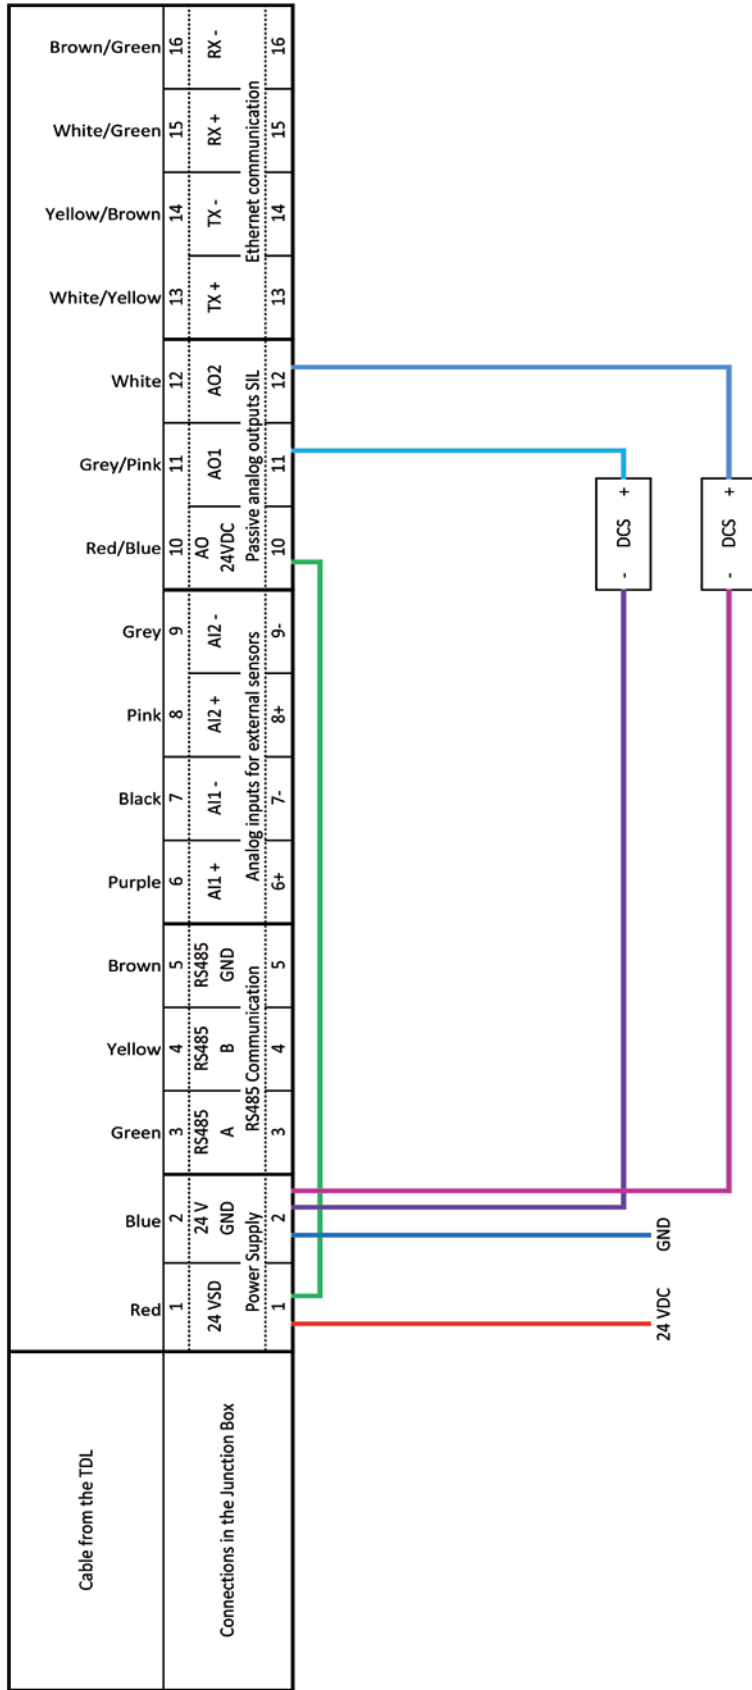 Cable from the TDL
Red
Blue
Green
Yellow
Brown
Purple
Black
Pink
Grey
Red/Blue
Grey/Pink
White
White/Yellow
Yellow/Brown
White/Green
Brown/Green
Connections in the Junction Box
1 2 3 4 5 6 7 8 9 10 11 12 13 14 15 16
24 VSD
24 V
GND
RS485
A
RS485
B
RS485
GND
AI1 +
AI1 -
AI2 +
AI2 -
AO
24VDC
AO1
AO2
TX +
TX -
RX +
RX -
Power Supply
RS485 Communication
Analog inputs for external sensors
Passive analog outputs SIL
Ethernet communication
1 2 3 4 5 6+ 7- 8+ 9- 10 11 12 13 14 15 16
24 VDC
GND
- DCS +
- DCS +